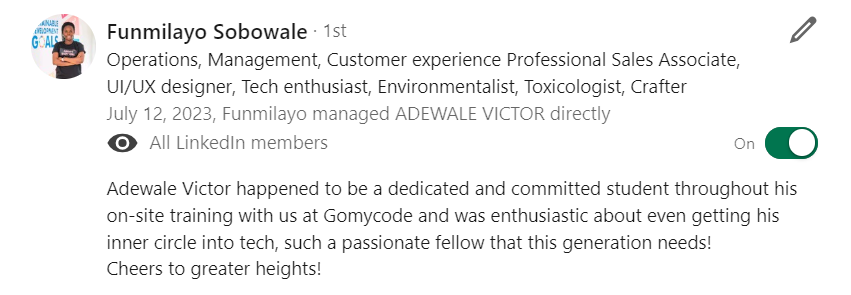 Funmilayo Sobowale · 1st
Operations, Management, Customer experience Professional Sales Associate,
UI/UX designer, Tech enthusiast, Environmentalist, Toxicologist, Crafter
July 12, 2023, Funmilayo managed ADEWALE VICTOR directly
All LinkedIn members
On
Adewale Victor happened to be a dedicated and committed student throughout his
on-site training with us at Gomycode and was enthusiastic about even getting his
inner circle into tech, such a passionate fellow that this generation needs!
Cheers to greater heights!